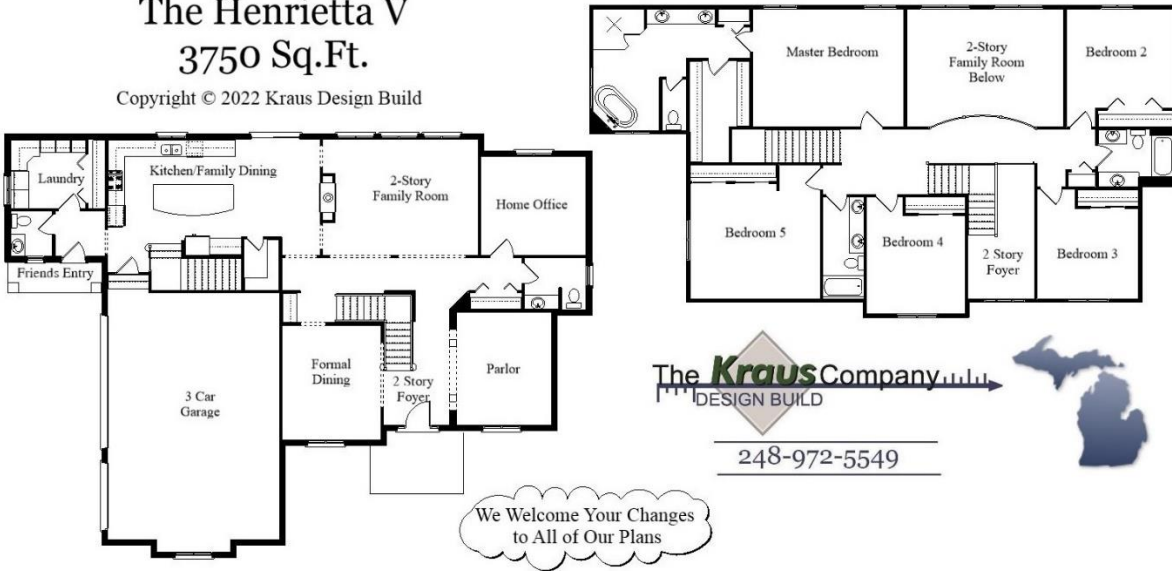 The Henrietta V
3750 Sq.Ft.
Copyright © 2022 Kraus Design Build
Laundry
Kitchen/Family Dining
2-Story
Family Room
Home Office
Friends Entry
3 Car
Garage
Formal
Dining
2 Story
Foyer
Parlor
Master Bedroom
2-Story
Family Room
Below
Bedroom 2
Bedroom 5
Bedroom 4
2 Story
Foyer
Bedroom 3
The Kraus Company
DESIGN BUILD
248-972-5549
We Welcome Your Changes
to All of Our Plans